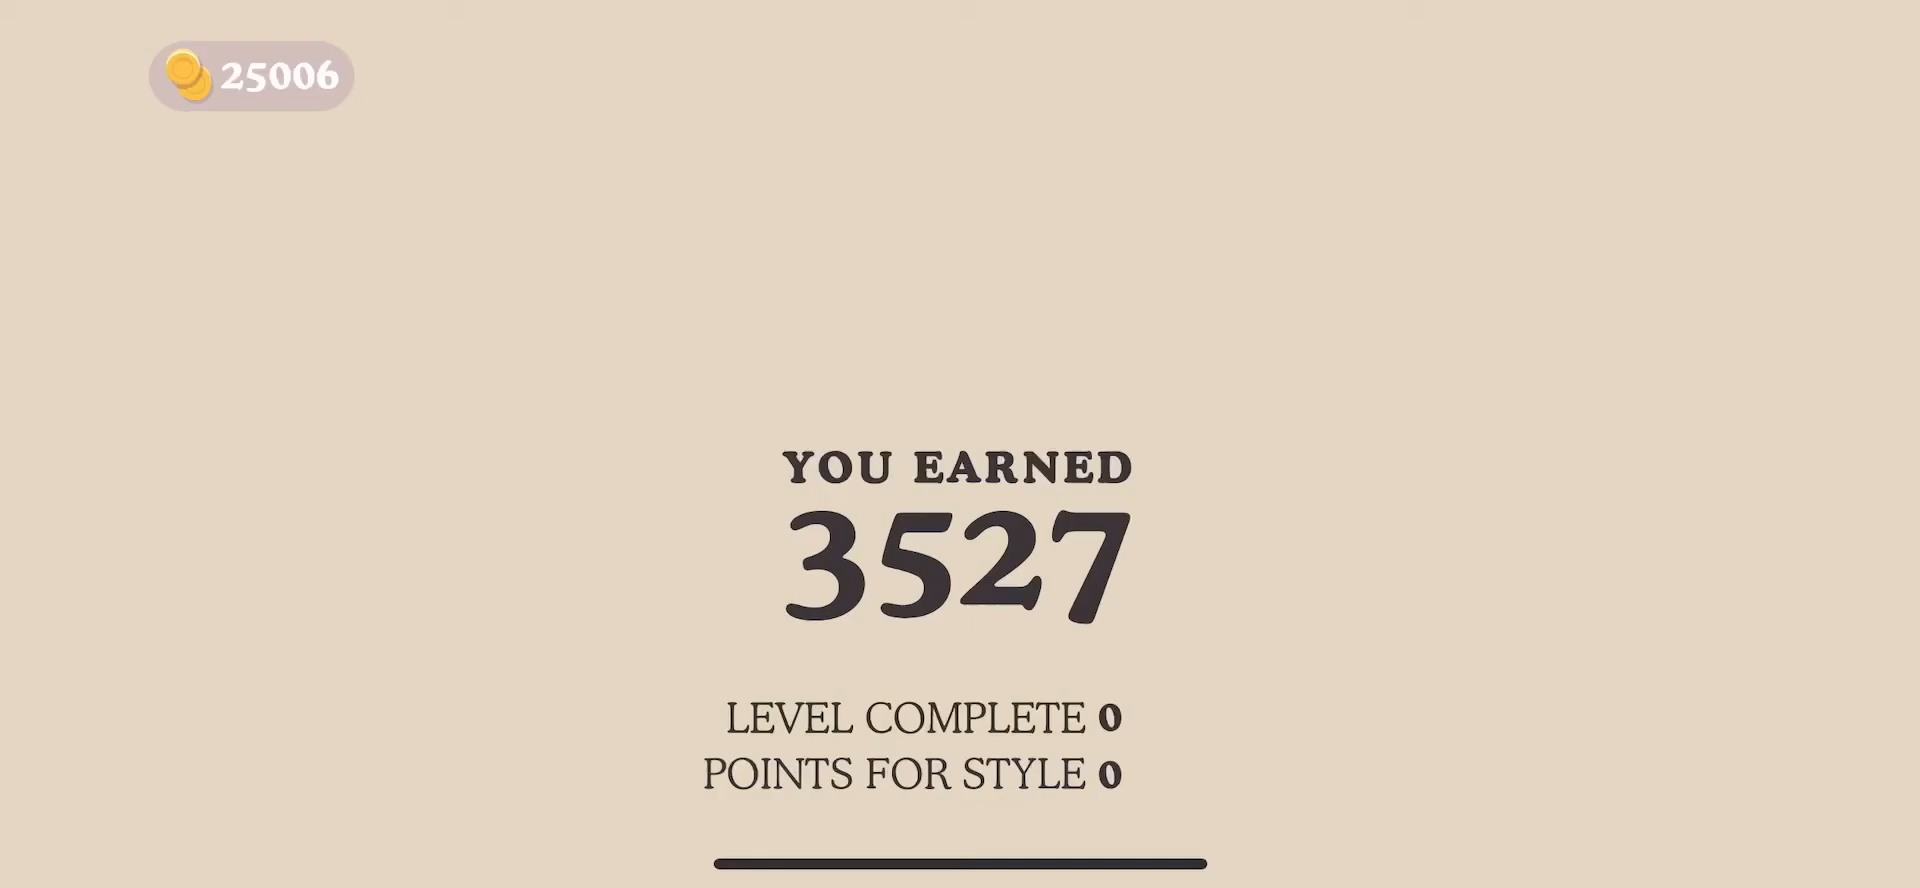 25006
YOU EARNED
3527
LEVEL COMPLETE 0
POINTS FOR STYLE 0